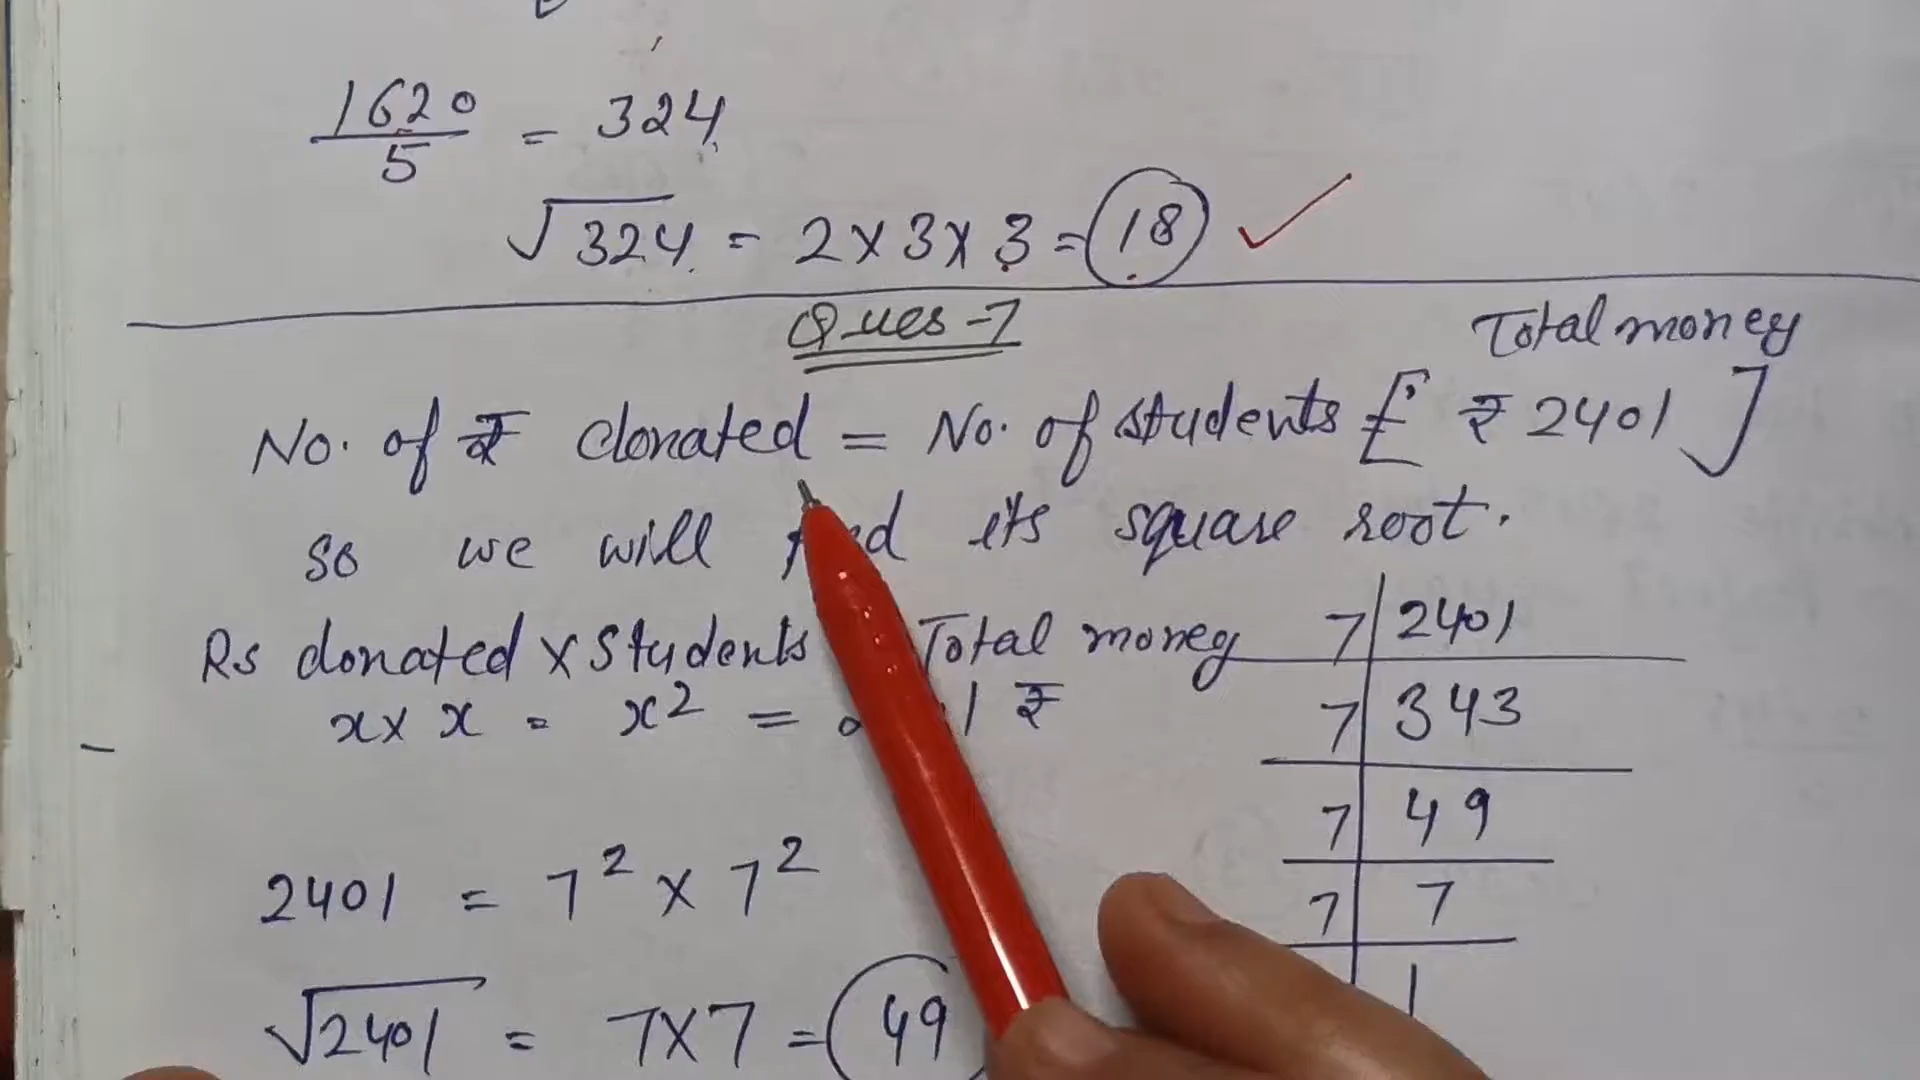 1620
5
= 324
√324 = 2×3×3 = 18 ✓
Ques-7
Total money
No. of ₹ donated = No. of students [ ₹ 2401 ]
so we will its square root.
Rs donated × Students Total money
x × x = x² = 1 ₹
7 | 2401
7 | 343
7 | 49
7 | 7
1
2401 = 7² × 7²
√2401 = 7×7 = 49